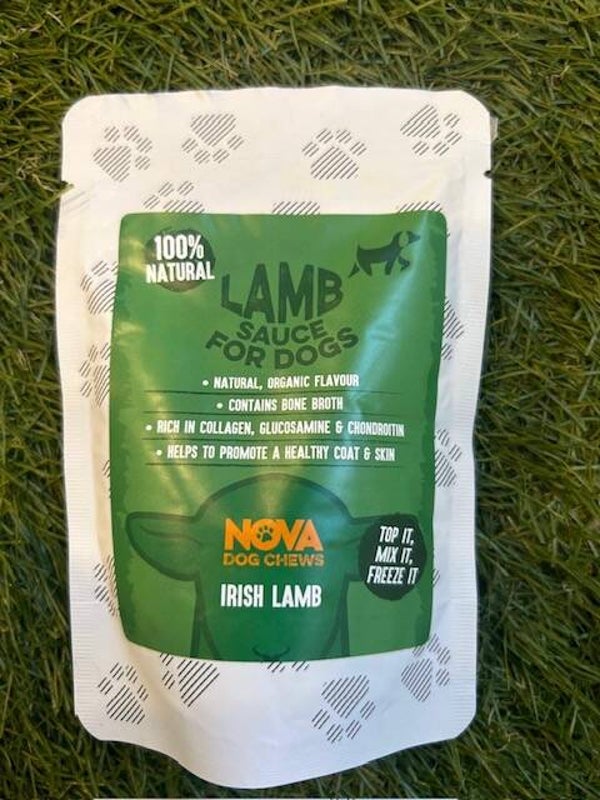 100%
NATURAL
LAMB
SAUCE
FOR DOGS
• NATURAL, ORGANIC FLAVOUR
• CONTAINS BONE BROTH
• RICH IN COLLAGEN, GLUCOSAMINE & CHONDROITIN
• HELPS TO PROMOTE A HEALTHY COAT & SKIN
NOVA
DOG CHEWS
IRISH LAMB
TOP IT,
MIX IT,
FREEZE IT